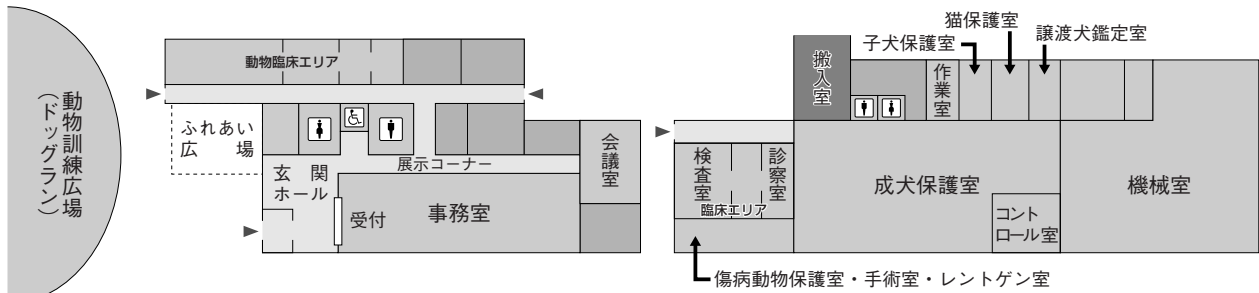 動物訓練広場
（ドッグラン）
動物臨床エリア
ふれあい
広場
玄関
ホール
展示コーナー
受付
事務室
会議室
搬入室
作業室
子犬保護室
猫保護室
譲渡犬鑑定室
検査室
診察室
臨床エリア
成犬保護室
コント
ロール室
機械室
傷病動物保護室・手術室・レントゲン室